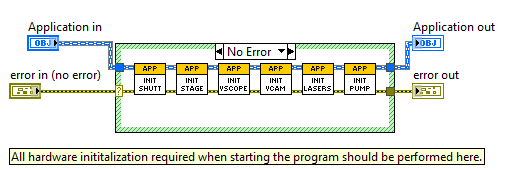 Application in
Application out
OBJ
No Error
OBJ
APP APP APP APP APP APP
INIT INIT INIT INIT INIT INIT
SHUTT STAGE VSCOPE VCAM LASERS PUMP
error in (no error)
error out
?
All hardware inititalization required when starting the program should be performed here.